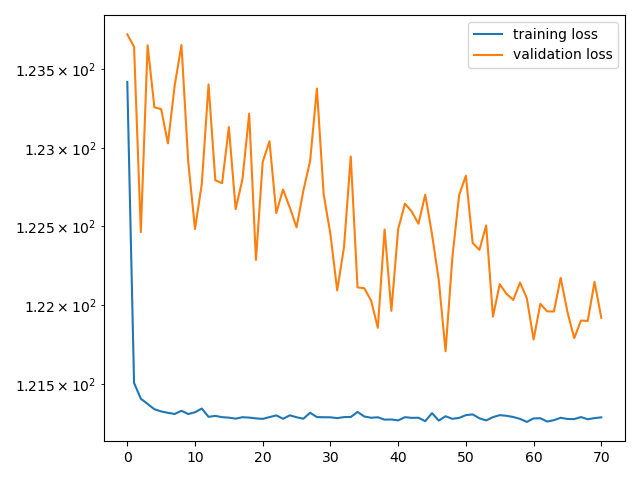 training loss
validation loss
1.235 × 10²
1.23 × 10²
1.225 × 10²
1.22 × 10²
1.215 × 10²
0 10 20 30 40 50 60 70